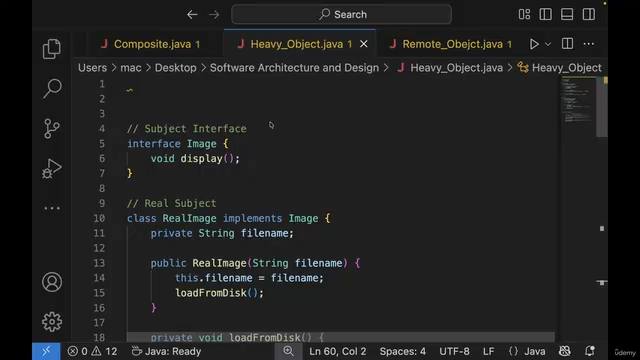 Search
Composite.java 1
Heavy_Object.java 1
Remote_Obejct.java 1
Users > mac > Desktop > Software Architecture and Design > J Heavy_Object.java > Heavy_Object
1
2
3
4 // Subject Interface
5 interface Image {
6 void display();
7 }
8
9 // Real Subject
10 class RealImage implements Image {
11 private String filename;
12
13 public RealImage(String filename) {
14 this.filename = filename;
15 loadFromDisk();
16 }
17
18 private void loadFromDisk() {
0 12 Java: Ready Ln 60, Col 2 Spaces: 4 UTF-8 LF {} Java
udemy